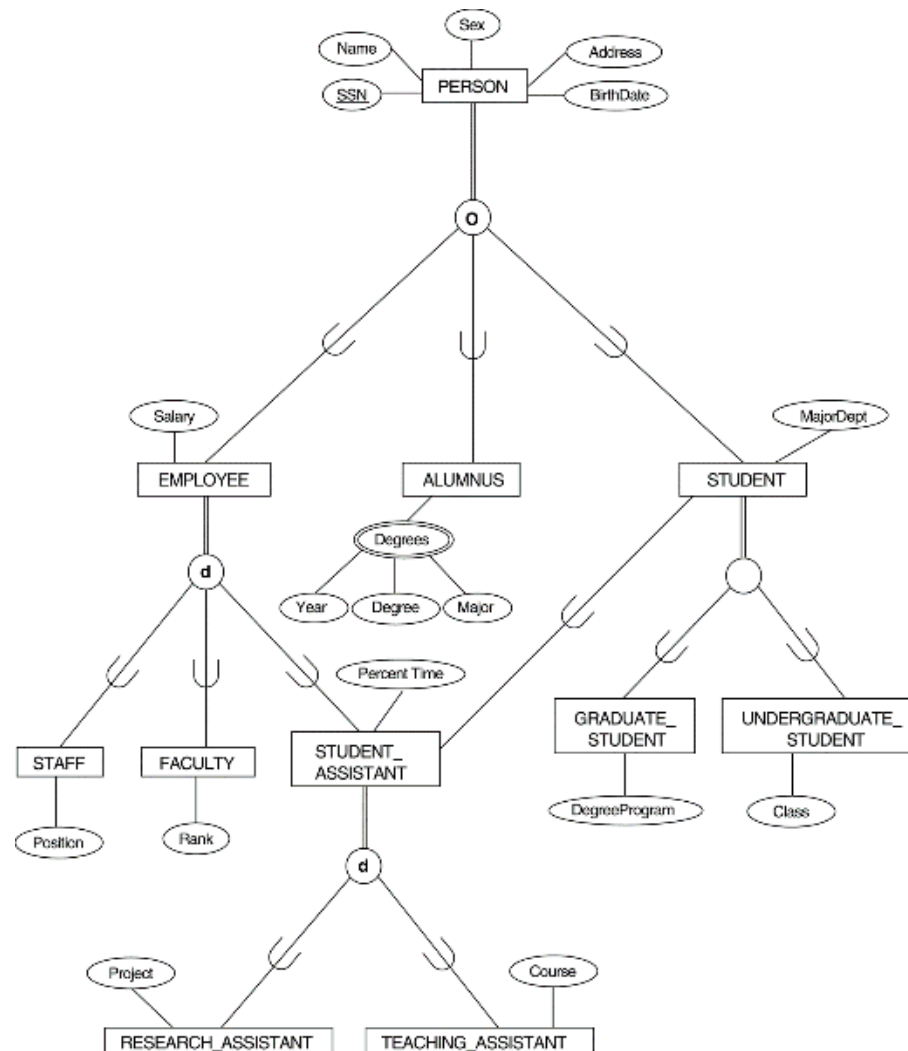 Sex
Name
Address
SSN
PERSON
BirthDate
O
Salary
MajorDept
EMPLOYEE
ALUMNUS
STUDENT
Degrees
d
Year
Degree
Major
Percent Time
GRADUATE_
STUDENT
UNDERGRADUATE_
STUDENT
STAFF
FACULTY
STUDENT_
ASSISTANT
DegreeProgram
Class
Position
Rank
d
Project
Course
RESEARCH_ASSISTANT
TEACHING_ASSISTANT